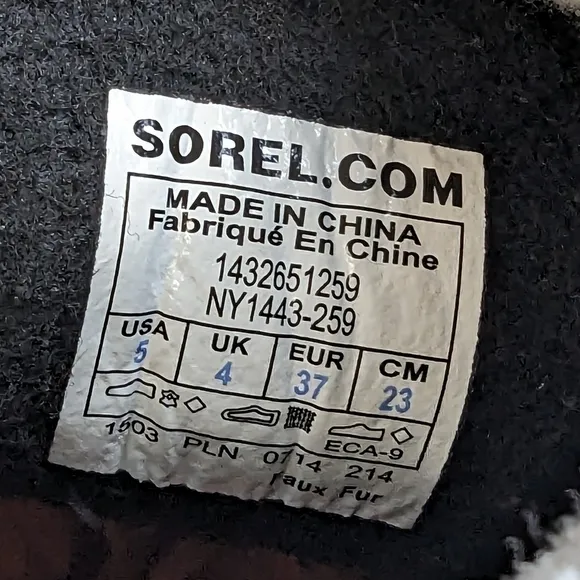 SOREL.COM
MADE IN CHINA
Fabriqué En Chine
1432651259
NY1443-259
USA UK EUR CM
5 4 37 23
ECA-9
1503 PLN 0714 214
Faux Fur